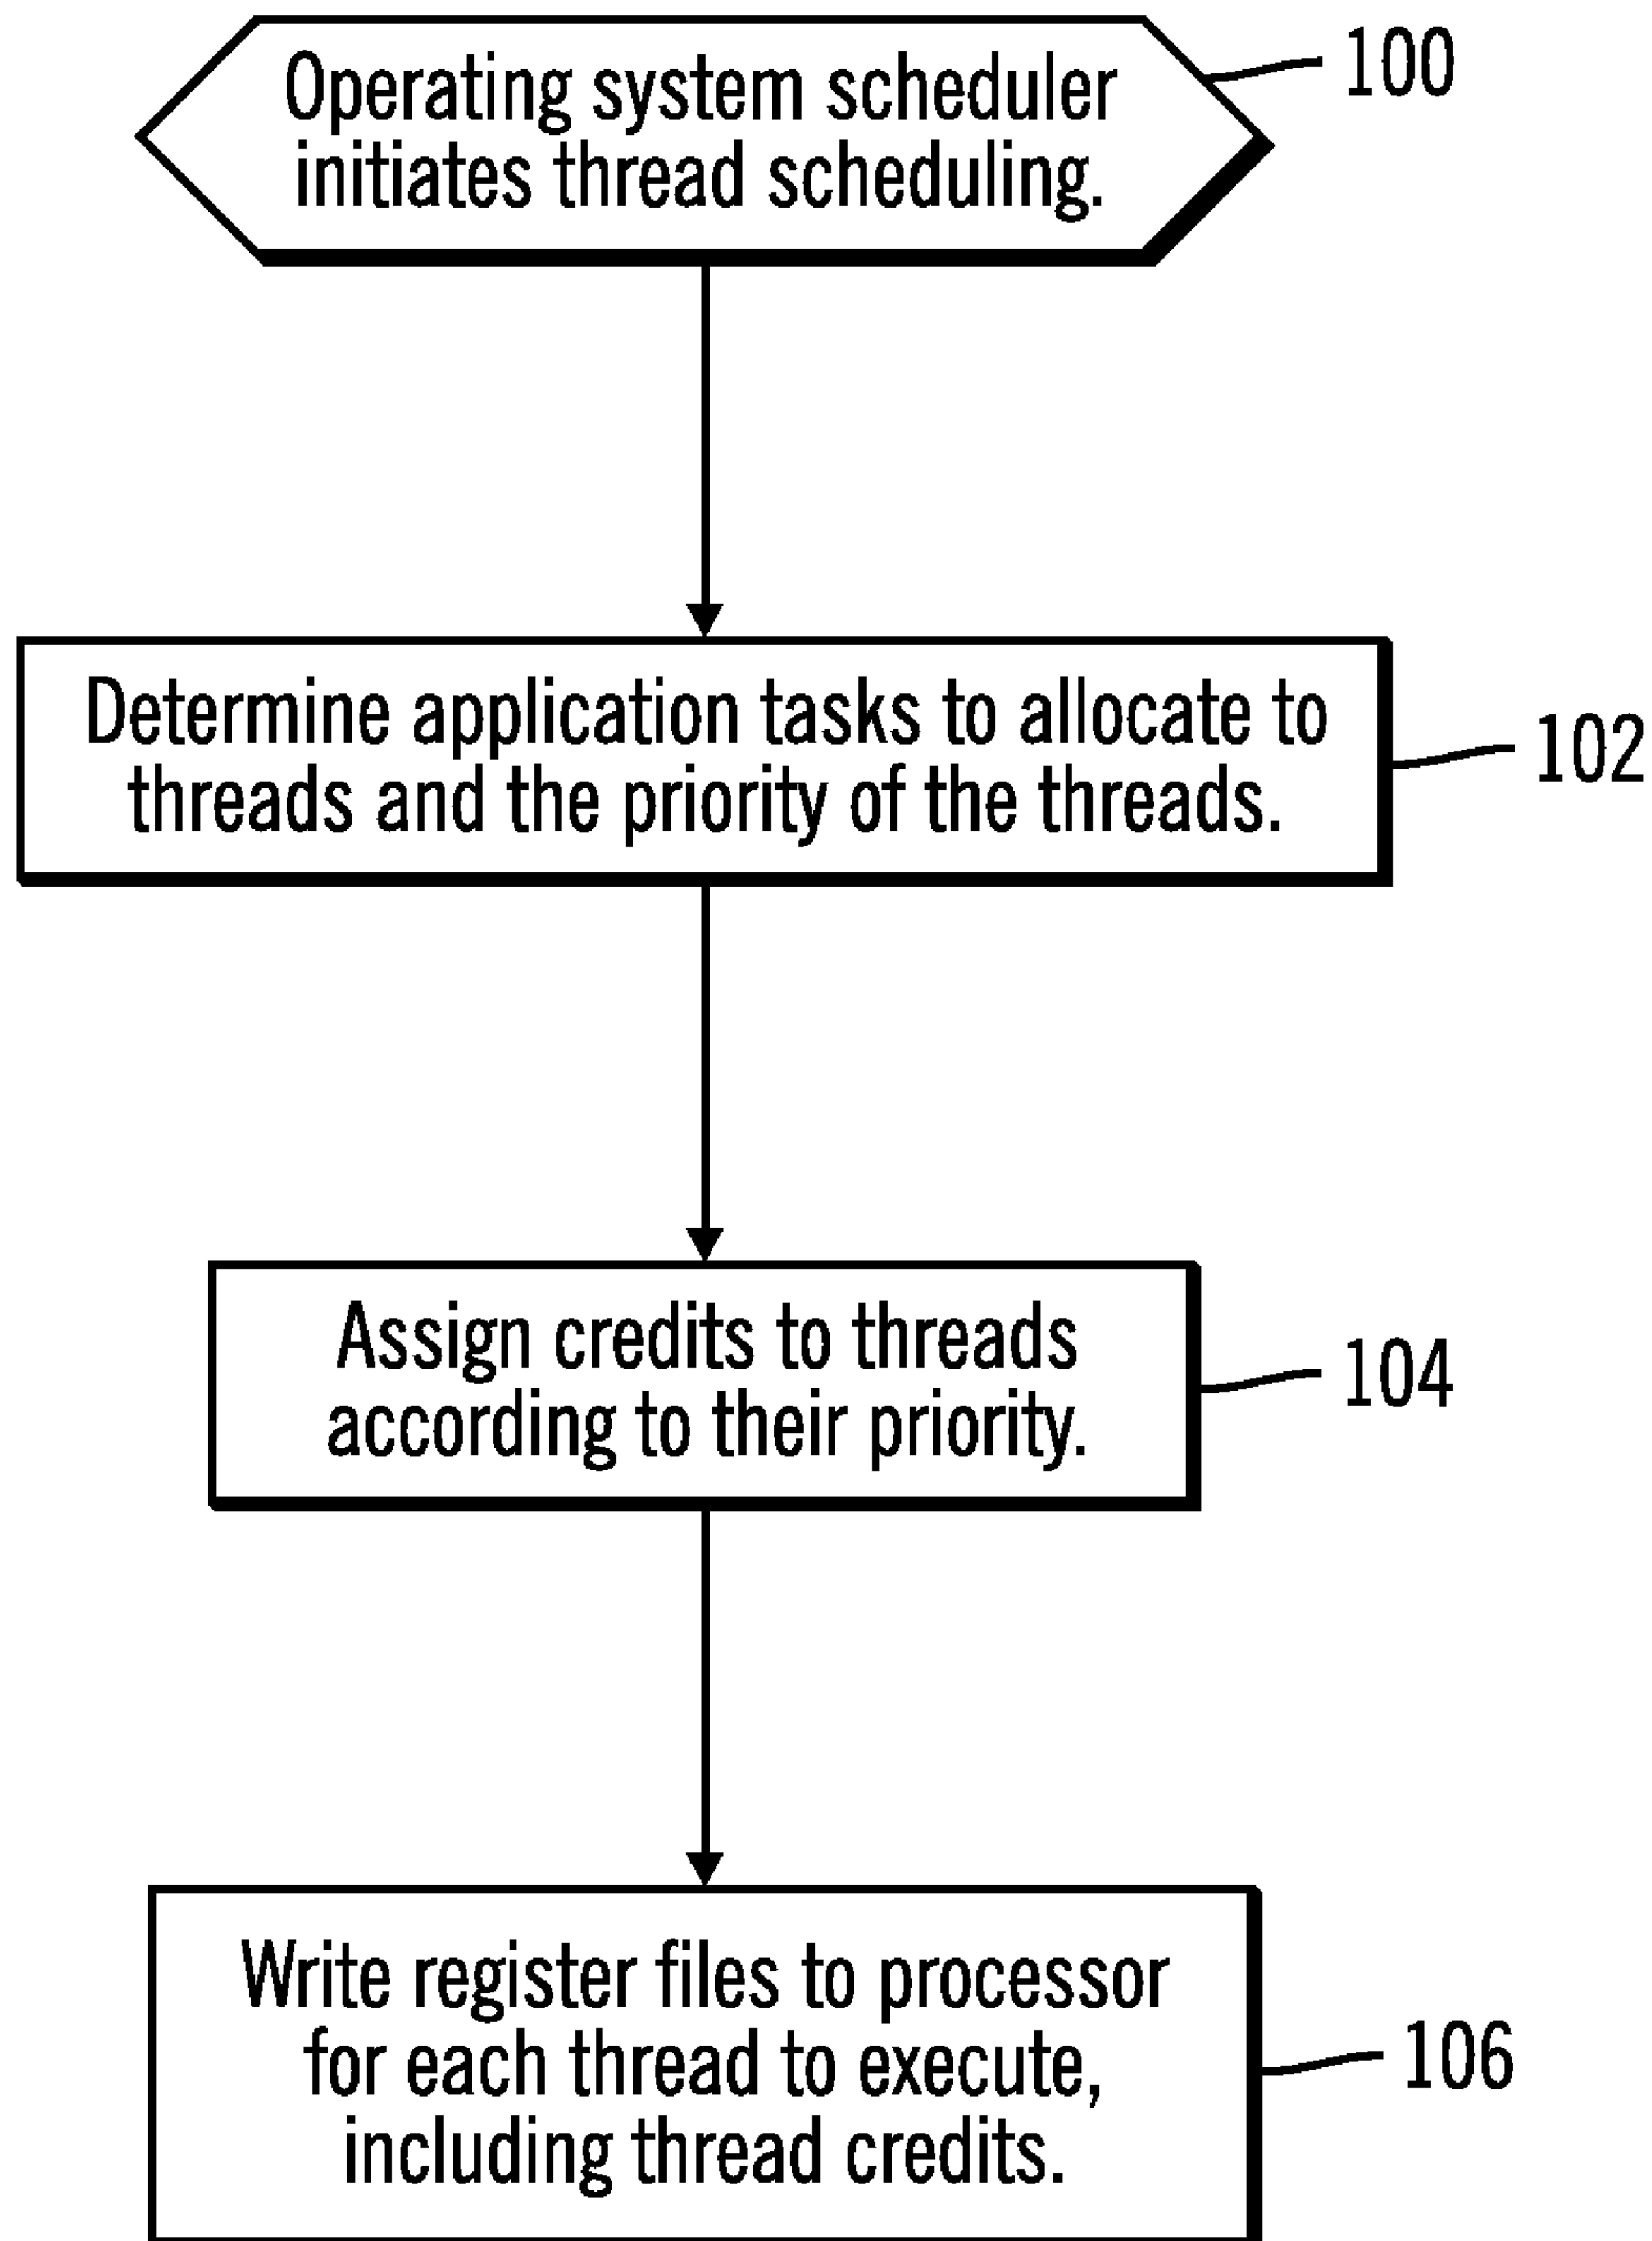 Operating system scheduler
initiates thread scheduling.
100
Determine application tasks to allocate to
threads and the priority of the threads.
102
Assign credits to threads
according to their priority.
104
Write register files to processor
for each thread to execute,
including thread credits.
106